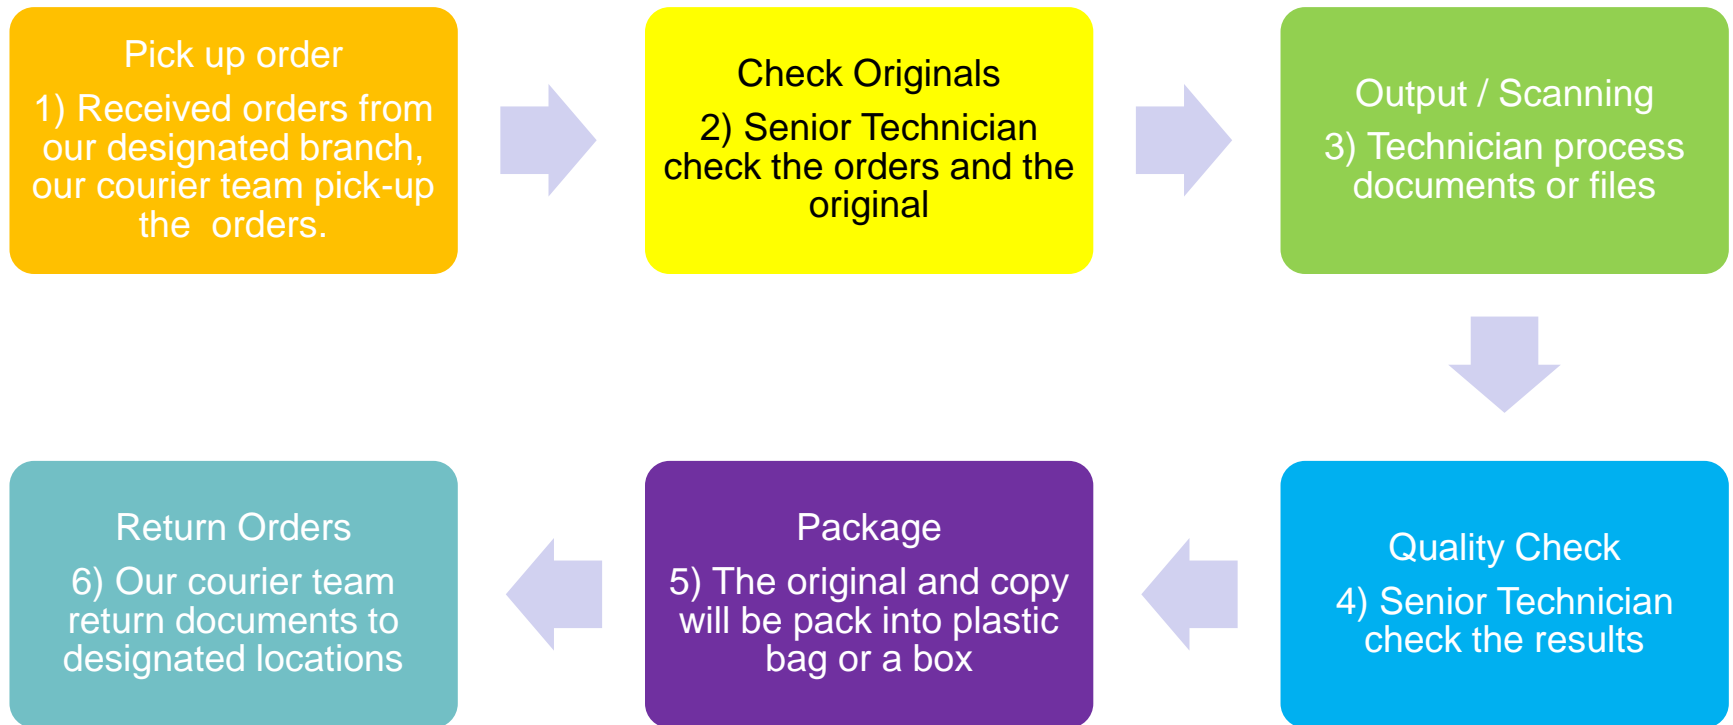 Pick up order
1) Received orders from
our designated branch,
our courier team pick-up
the  orders.
Check Originals
2) Senior Technician
check the orders and the
original
Output / Scanning
3) Technician process
documents or files
Quality Check
4) Senior Technician
check the results
Package
5) The original and copy
will be pack into plastic
bag or a box
Return Orders
6) Our courier team
return documents to
designated locations